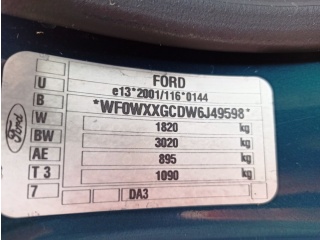 FORD
e13*2001/116*0144
*WF0WXXGCDW6J49598*
U
B
W 1820 kg
BW 3020 kg
AE 895 kg
T 3 1090 kg
7 DA3
Ford